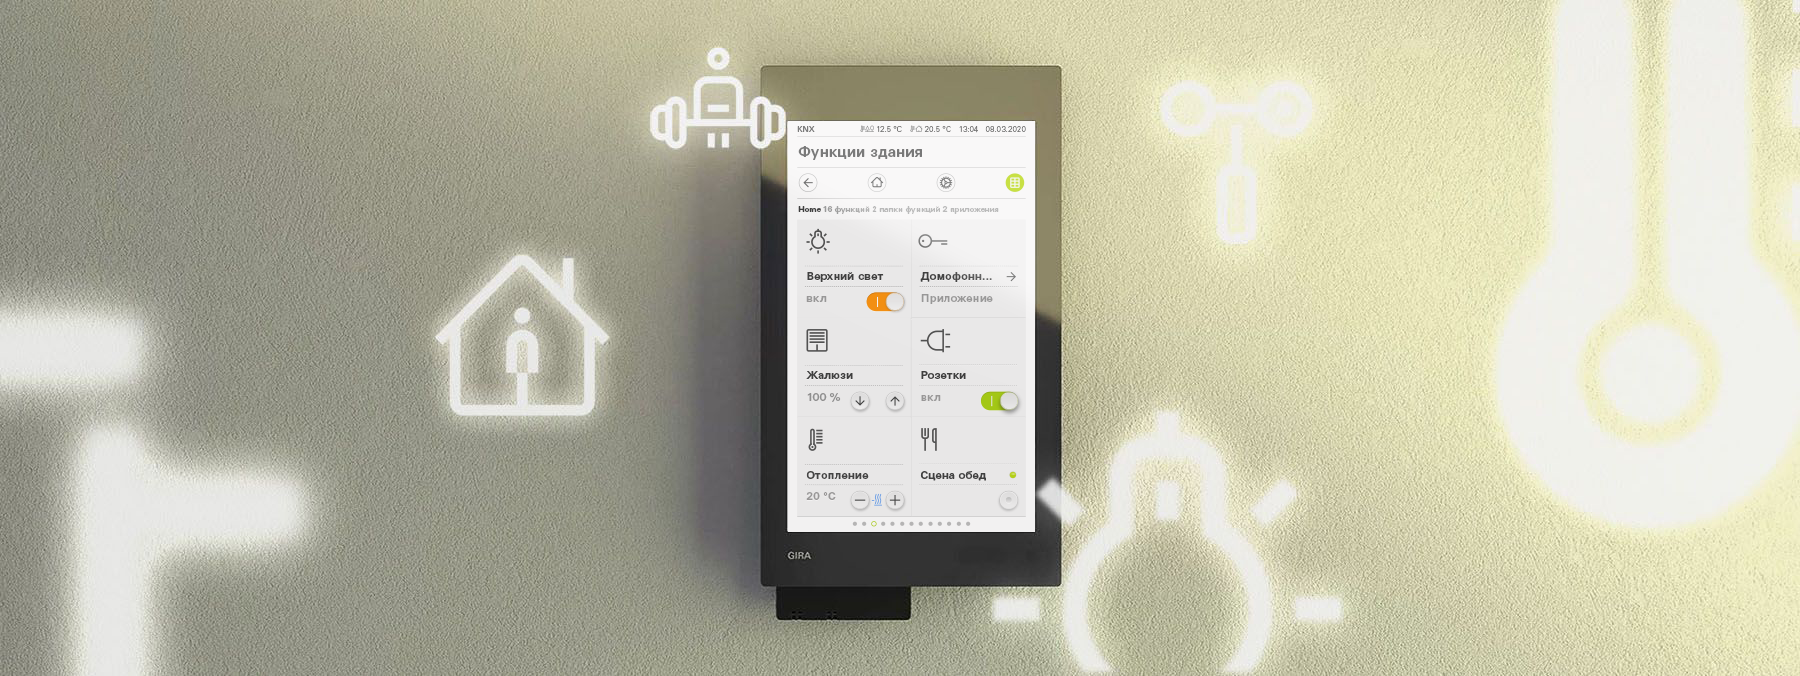 KNX 12.5 °C 20.5 °C 13:04 08.03.2020
Функции здания
Home 16 функций 2 папки функций 2 приложения
Верхний свет
Домофонн...
вкл
Приложение
Жалюзи
Розетки
100 %
вкл
Отопление
Сцена обед
20 °C
GIRA